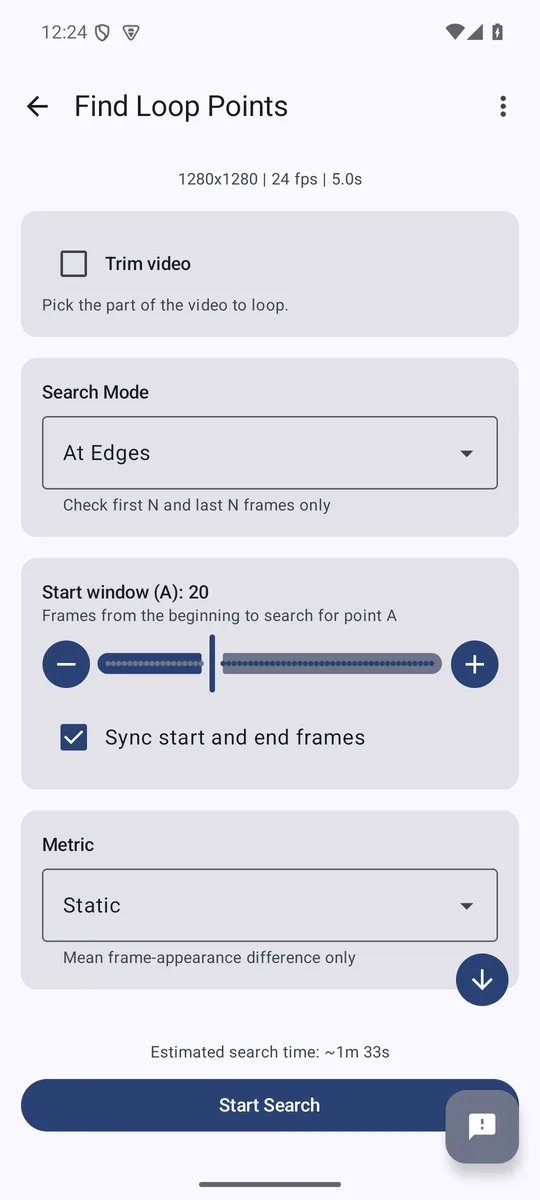 12:24
Find Loop Points
1280x1280 | 24 fps | 5.0s
Trim video
Pick the part of the video to loop.
Search Mode
At Edges
Check first N and last N frames only
Start window (A): 20
Frames from the beginning to search for point A
Sync start and end frames
Metric
Static
Mean frame-appearance difference only
Estimated search time: ~1m 33s
Start Search